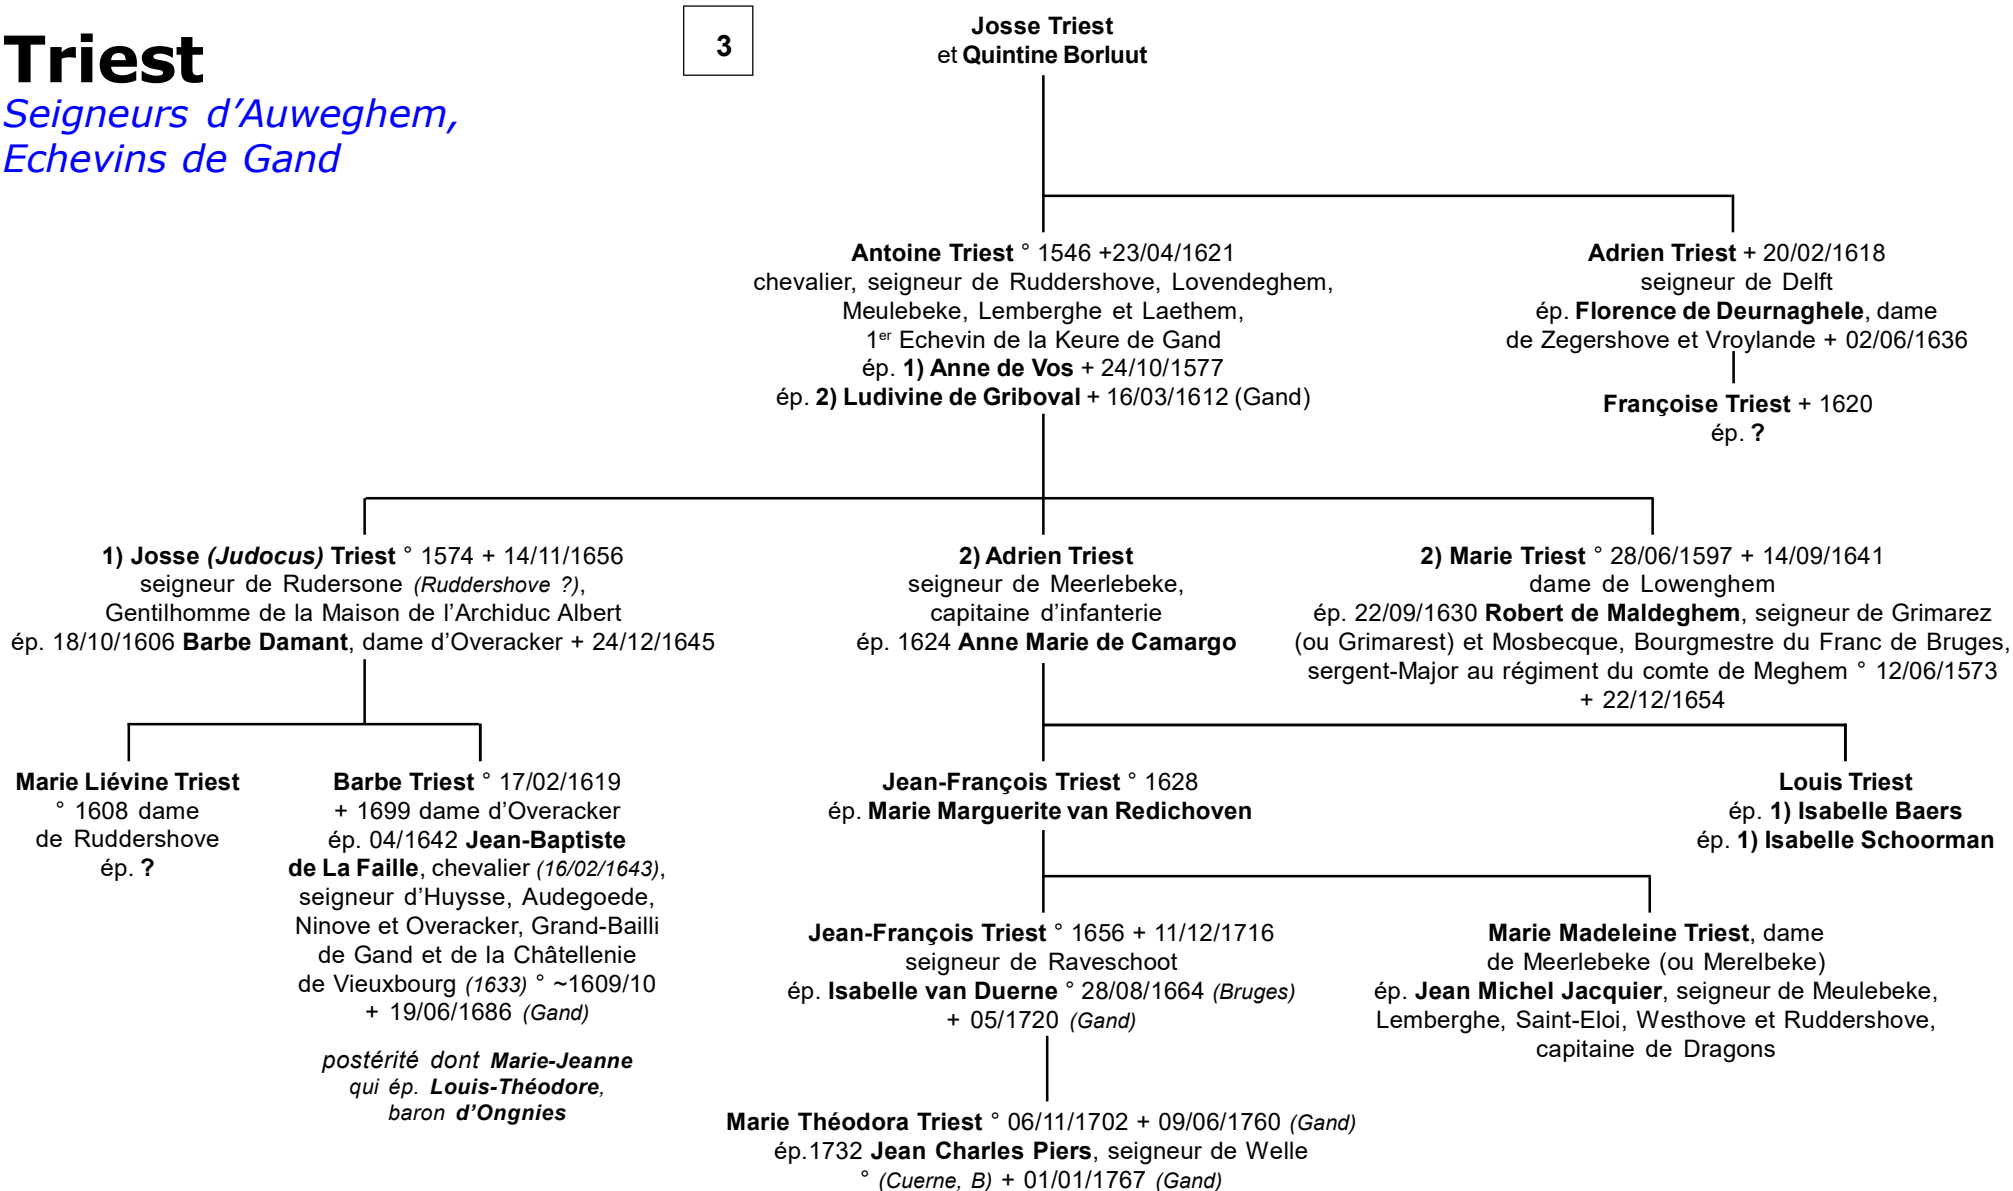 Triest
Seigneurs d'Auweghem,
Echevins de Gand
3
Josse Triest
et Quintine Borluut
Antoine Triest ° 1546 +23/04/1621
chevalier, seigneur de Ruddershove, Lovendeghem,
Meulebeke, Lemberghe et Laethem,
1er Echevin de la Keure de Gand
ép. 1) Anne de Vos + 24/10/1577
ép. 2) Ludivine de Griboval + 16/03/1612 (Gand)
Adrien Triest + 20/02/1618
seigneur de Delft
ép. Florence de Deurnaghele, dame
de Zegershove et Vroylande + 02/06/1636
Françoise Triest + 1620
ép. ?
1) Josse (Judocus) Triest ° 1574 + 14/11/1656
seigneur de Rudersone (Ruddershove ?),
Gentilhomme de la Maison de l'Archiduc Albert
ép. 18/10/1606 Barbe Damant, dame d'Overacker + 24/12/1645
2) Adrien Triest
seigneur de Meerlebeke,
capitaine d'infanterie
ép. 1624 Anne Marie de Camargo
2) Marie Triest ° 28/06/1597 + 14/09/1641
dame de Lowenghem
ép. 22/09/1630 Robert de Maldeghem, seigneur de Grimarez
(ou Grimarest) et Mosbecque, Bourgmestre du Franc de Bruges,
sergent-Major au régiment du comte de Meghem ° 12/06/1573
+ 22/12/1654
Marie Liévine Triest
° 1608 dame
de Ruddershove
ép. ?
Barbe Triest ° 17/02/1619
+ 1699 dame d'Overacker
ép. 04/1642 Jean-Baptiste
de La Faille, chevalier (16/02/1643),
seigneur d'Huysse, Audegoede,
Ninove et Overacker, Grand-Bailli
de Gand et de la Châtellenie
de Vieuxbourg (1633) ° ~1609/10
+ 19/06/1686 (Gand)
postérité dont Marie-Jeanne
qui ép. Louis-Théodore,
baron d'Ongnies
Jean-François Triest ° 1628
ép. Marie Marguerite van Redichoven
Louis Triest
ép. 1) Isabelle Baers
ép. 1) Isabelle Schoorman
Jean-François Triest ° 1656 + 11/12/1716
seigneur de Raveschoot
ép. Isabelle van Duerne ° 28/08/1664 (Bruges)
+ 05/1720 (Gand)
Marie Madeleine Triest, dame
de Meerlebeke (ou Merelbeke)
ép. Jean Michel Jacquier, seigneur de Meulebeke,
Lemberghe, Saint-Eloi, Westhove et Ruddershove,
capitaine de Dragons
Marie Théodora Triest ° 06/11/1702 + 09/06/1760 (Gand)
ép.1732 Jean Charles Piers, seigneur de Welle
° (Cuerne, B) + 01/01/1767 (Gand)